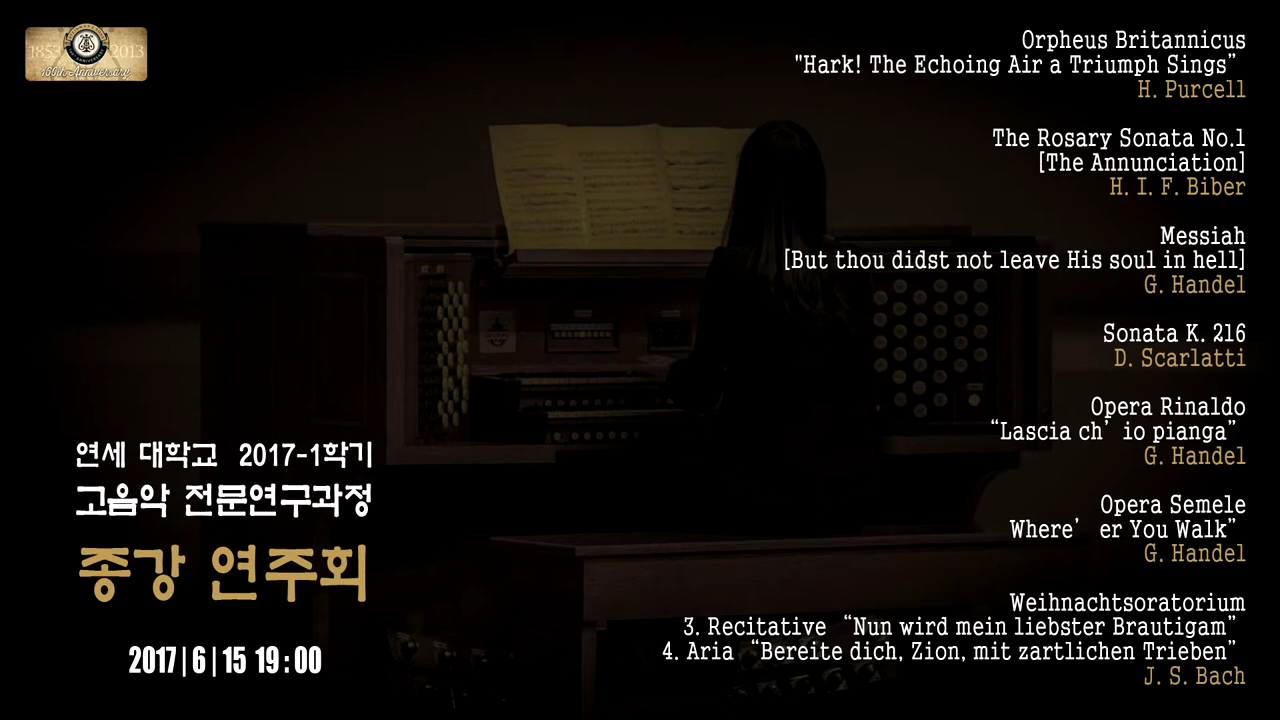 1853 2013
160th Anniversary
Orpheus Britannicus
"Hark! The Echoing Air a Triumph Sings”
H. Purcell
The Rosary Sonata No.1
[The Annunciation]
H. I. F. Biber
Messiah
[But thou didst not leave His soul in hell]
G. Handel
Sonata K. 216
D. Scarlatti
Opera Rinaldo
“Lascia ch’ io pianga”
G. Handel
Opera Semele
Where’ er You Walk”
G. Handel
Weihnachtsoratorium
3. Recitative “Nun wird mein liebster Brautigam”
4. Aria “Bereite dich, Zion, mit zartlichen Trieben”
J. S. Bach
연세 대학교 2017-1학기
고음악 전문연구과정
종강 연주회
2017|6|15 19:00